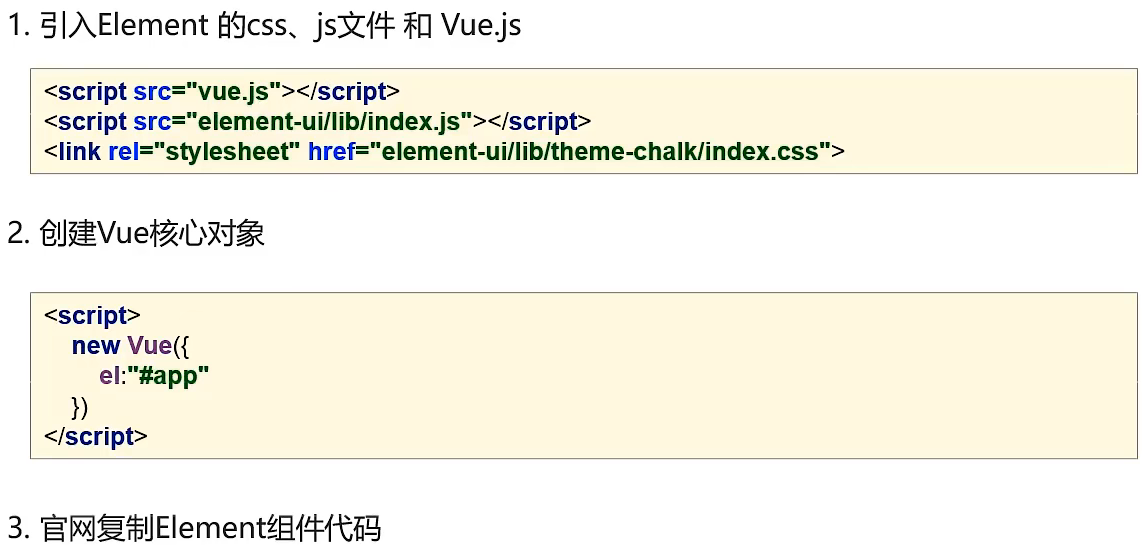 1. 引入Element 的css、js文件 和 Vue.js
<script src="vue.js"></script>
<script src="element-ui/lib/index.js"></script>
<link rel="stylesheet" href="element-ui/lib/theme-chalk/index.css">
2. 创建Vue核心对象
<script>
new Vue({
el:"#app"
})
</script>
3. 官网复制Element组件代码